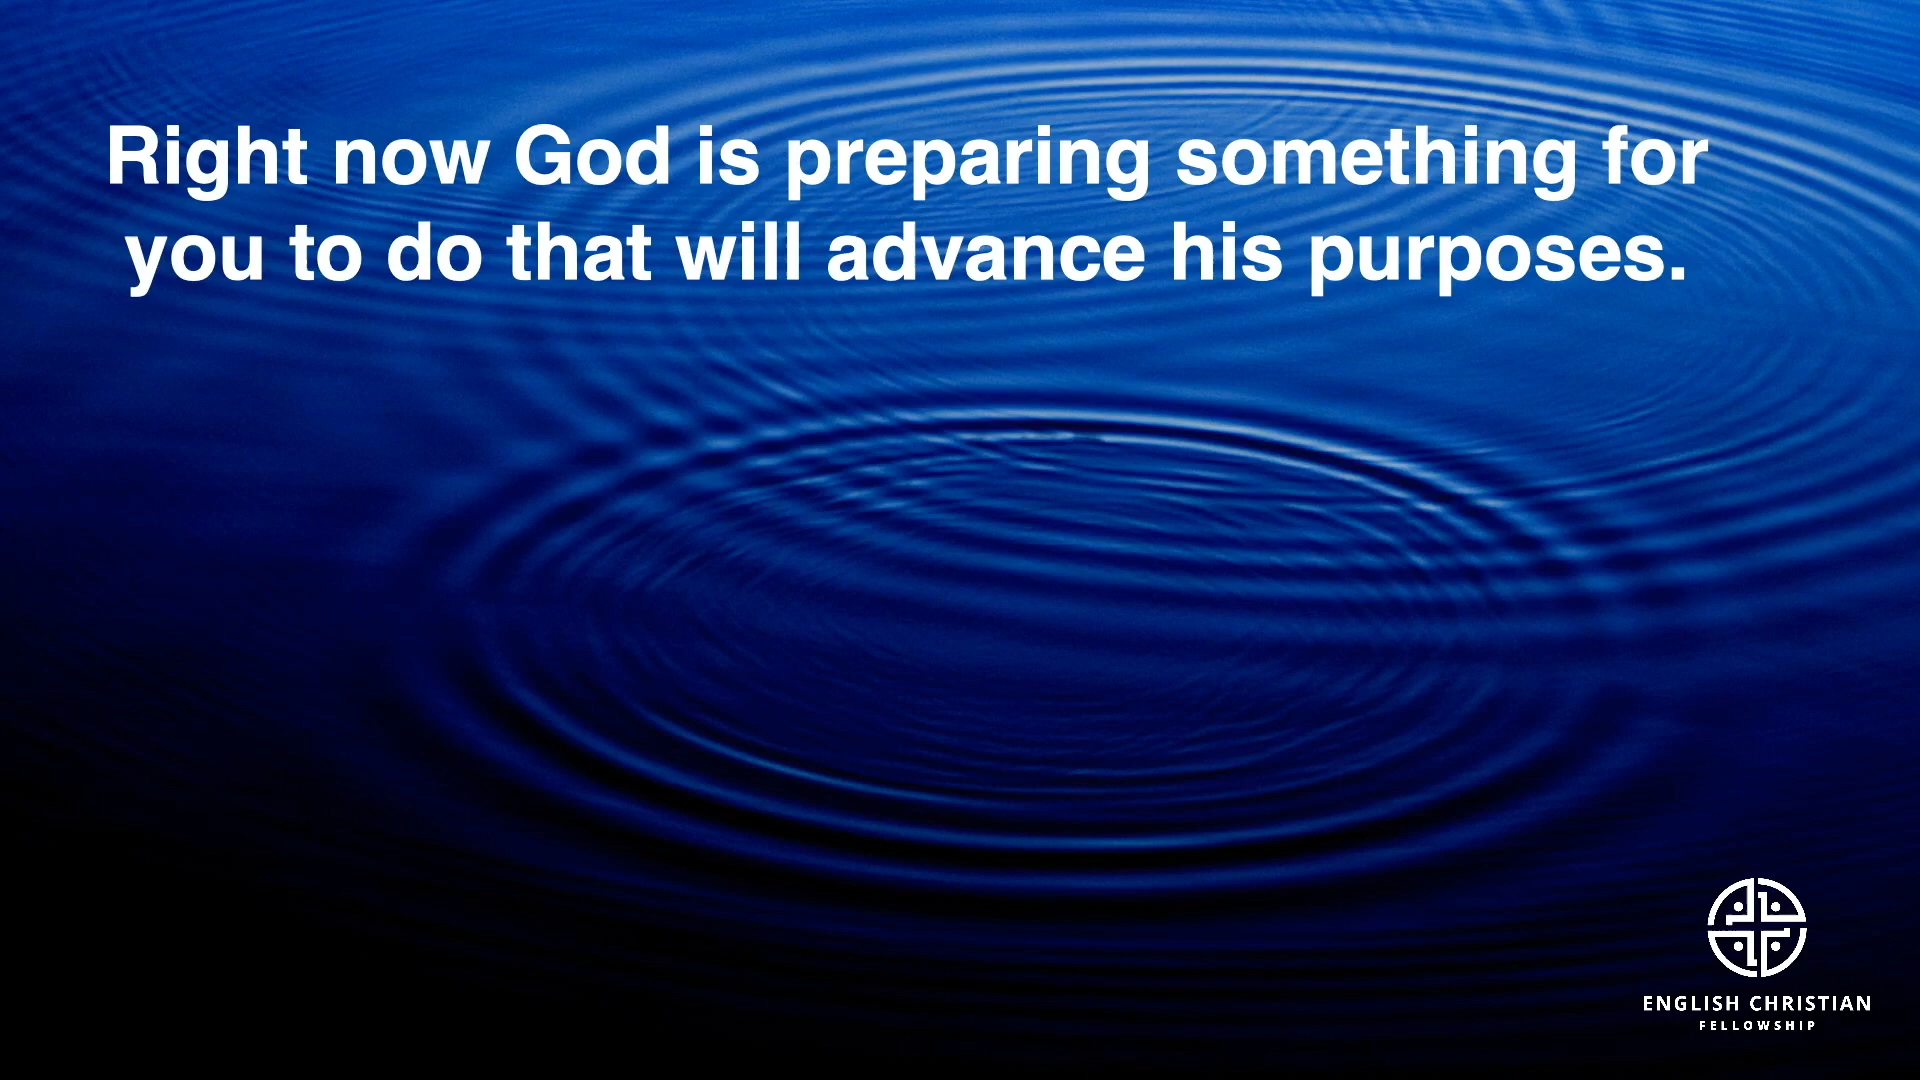 Right now God is preparing something for
you to do that will advance his purposes.
ENGLISH CHRISTIAN
FELLOWSHIP